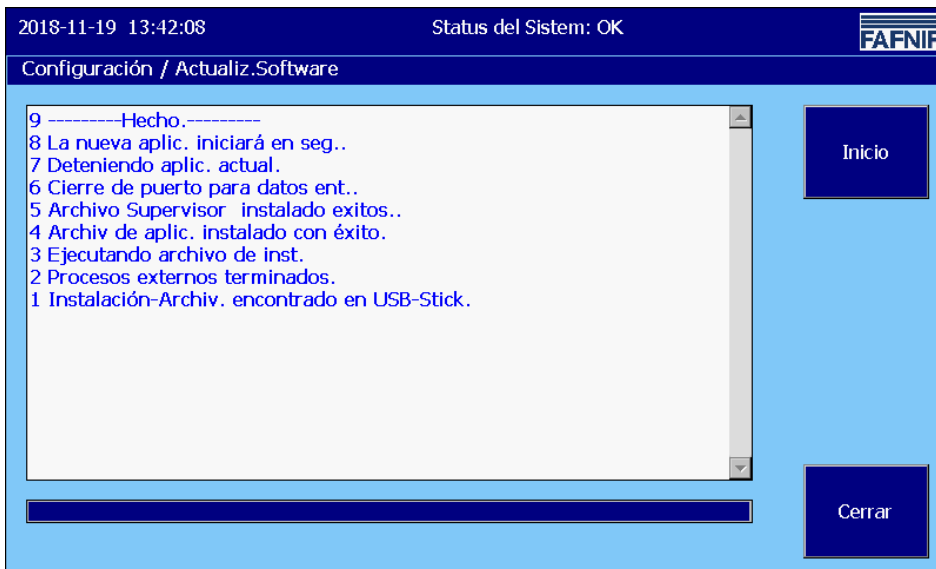 2018-11-19 13:42:08 Status del Sistem: OK
FAFNIR
Configuración / Actualiz.Software
9 ---------Hecho.---------
8 La nueva aplic. iniciará en seg..
7 Deteniendo aplic. actual.
6 Cierre de puerto para datos ent..
5 Archivo Supervisor instalado exitos..
4 Archiv de aplic. instalado con éxito.
3 Ejecutando archivo de inst.
2 Procesos externos terminados.
1 Instalación-Archiv. encontrado en USB-Stick.
Inicio
Cerrar